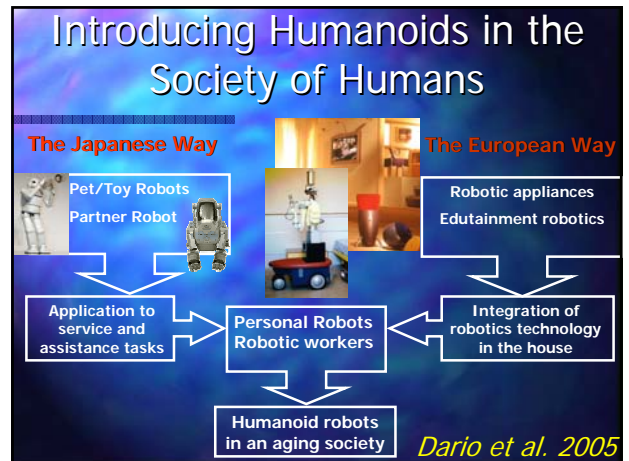 Introducing Humanoids in the
Society of Humans
The Japanese Way
The European Way
Pet/Toy Robots
Partner Robot
Robotic appliances
Edutainment robotics
Application to
service and
assistance tasks
Personal Robots
Robotic workers
Integration of
robotics technology
in the house
Humanoid robots
in an aging society
Dario et al. 2005